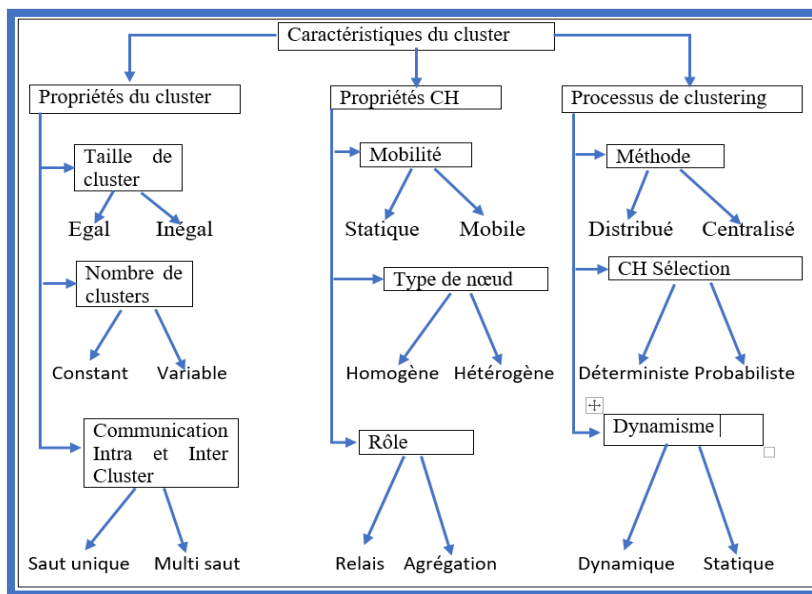 Caractéristiques du cluster
Propriétés du cluster
Propriétés CH
Processus de clustering
Taille de
cluster
Mobilité
Méthode
Egal
Inégal
Statique
Mobile
Distribué
Centralisé
Nombre de
clusters
Type de nœud
CH Sélection
Constant
Variable
Homogène
Hétérogène
Déterministe
Probabiliste
Communication
Intra et Inter
Cluster
Rôle
Dynamisme
Saut unique
Multi saut
Relais
Agrégation
Dynamique
Statique